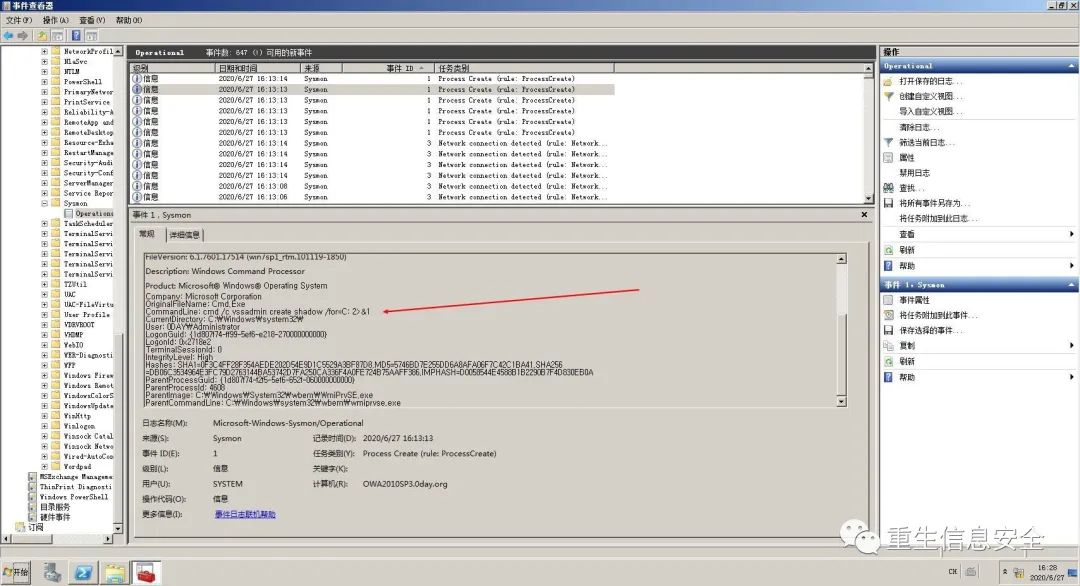 事件查看器
文件(F) 操作(A) 查看(V) 帮助(H)
NetworkProfil
NlaSvc
NTLM
PowerShell
PrimaryNetwor
PrintService
Reliability-A
RemoteApp and
RemoteDesktop
Resource-Exha
RestartManage
Security-Audi
Security-Conf
ServerManager
Service Repor
Sysmon
Operationa
TaskScheduler
TerminalServi
TerminalServi
TerminalServi
TerminalServi
TerminalServi
TZUtil
UAC
UAC-FileVirtu
User Profile
VDRVROOT
VHDMP
WebIO
WER-Diagnosti
WFP
Windows Firew
Windows Remot
WindowsColorS
WindowsUpdate
WinHttp
Winlogon
Winsock Catal
Winsock Netwo
Wired-AutoCon
Wordpad
MSExchange Manageme
ThinPrint Diagnosti
Windows PowerShell
目录服务
硬件事件
订阅
Operational 事件数: 647 (!) 可用的新事件
级别 日期和时间 来源 事件 ID 任务类别
信息 2020/6/27 16:13:14 Sysmon 1 Process Create (rule: ProcessCreate)
信息 2020/6/27 16:13:13 Sysmon 1 Process Create (rule: ProcessCreate)
信息 2020/6/27 16:13:13 Sysmon 1 Process Create (rule: ProcessCreate)
信息 2020/6/27 16:13:13 Sysmon 1 Process Create (rule: ProcessCreate)
信息 2020/6/27 16:13:13 Sysmon 1 Process Create (rule: ProcessCreate)
信息 2020/6/27 16:13:13 Sysmon 1 Process Create (rule: ProcessCreate)
信息 2020/6/27 16:13:14 Sysmon 3 Network connection detected (rule: Network...
信息 2020/6/27 16:13:14 Sysmon 3 Network connection detected (rule: Network...
信息 2020/6/27 16:13:14 Sysmon 3 Network connection detected (rule: Network...
信息 2020/6/27 16:13:13 Sysmon 3 Network connection detected (rule: Network...
信息 2020/6/27 16:13:08 Sysmon 3 Network connection detected (rule: Network...
信息 2020/6/27 16:13:06 Sysmon 3 Network connection detected (rule: Network...
事件 1，Sysmon
常规 详细信息
FileVersion: 6.1.7601.17514 (win7sp1_rtm.101119-1850)
Description: Windows Command Processor
Product: Microsoft® Windows® Operating System
Company: Microsoft Corporation
OriginalFileName: Cmd.Exe
CommandLine: cmd /c vssadmin create shadow /for=C: 2>&1
CurrentDirectory: C:₩Windows₩system32₩
User: 0DAY₩Administrator
LogonId: 0x2718e2
TerminalSessionId: 0
IntegrityLevel: High
ParentProcessId: 4608
ParentImage: C:₩Windows₩System32₩wbem₩WmiPrvSE.exe
ParentCommandLine: C:₩Windows₩system32₩wbem₩wmiprvse.exe
日志名称(M): Microsoft-Windows-Sysmon/Operational
来源(S): Sysmon 记录时间(D): 2020/6/27 16:13:13
事件 ID(E): 1 任务类别(Y): Process Create (rule: ProcessCreate)
级别(L): 信息 关键字(K):
用户(U): SYSTEM 计算机(R): OWA2010SP3.0day.org
操作代码(O): 信息
更多信息(I): 事件日志联机帮助
操作
Operational
打开保存的日志...
创建自定义视图...
导入自定义视图...
清除日志...
筛选当前日志...
属性
禁用日志
查找...
将所有事件另存为...
将任务附加到此日志...
查看
刷新
帮助
事件 1，Sysmon
事件属性
将任务附加到此事件...
保存选择的事件...
复制
刷新
帮助
重生信息安全
开始
CH
16:28
2020/6/27